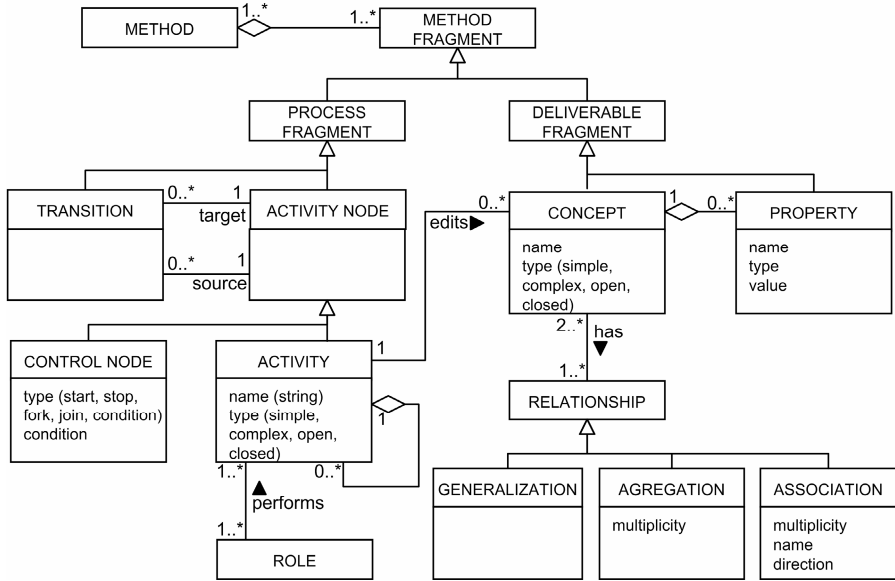 METHOD
1..*
1..*
METHOD
FRAGMENT
PROCESS
FRAGMENT
DELIVERABLE
FRAGMENT
TRANSITION
0..*
1
target
0..*
1
source
ACTIVITY NODE
edits
0..*
CONCEPT
name
type (simple,
complex, open,
closed)
1
0..*
PROPERTY
name
type
value
CONTROL NODE
type (start, stop,
fork, join, condition)
condition
ACTIVITY
name (string)
type (simple,
complex, open,
closed)
1
1
0..*
1..*
performs
1..*
ROLE
2..*
has
1..*
RELATIONSHIP
GENERALIZATION
AGREGATION
multiplicity
ASSOCIATION
multiplicity
name
direction